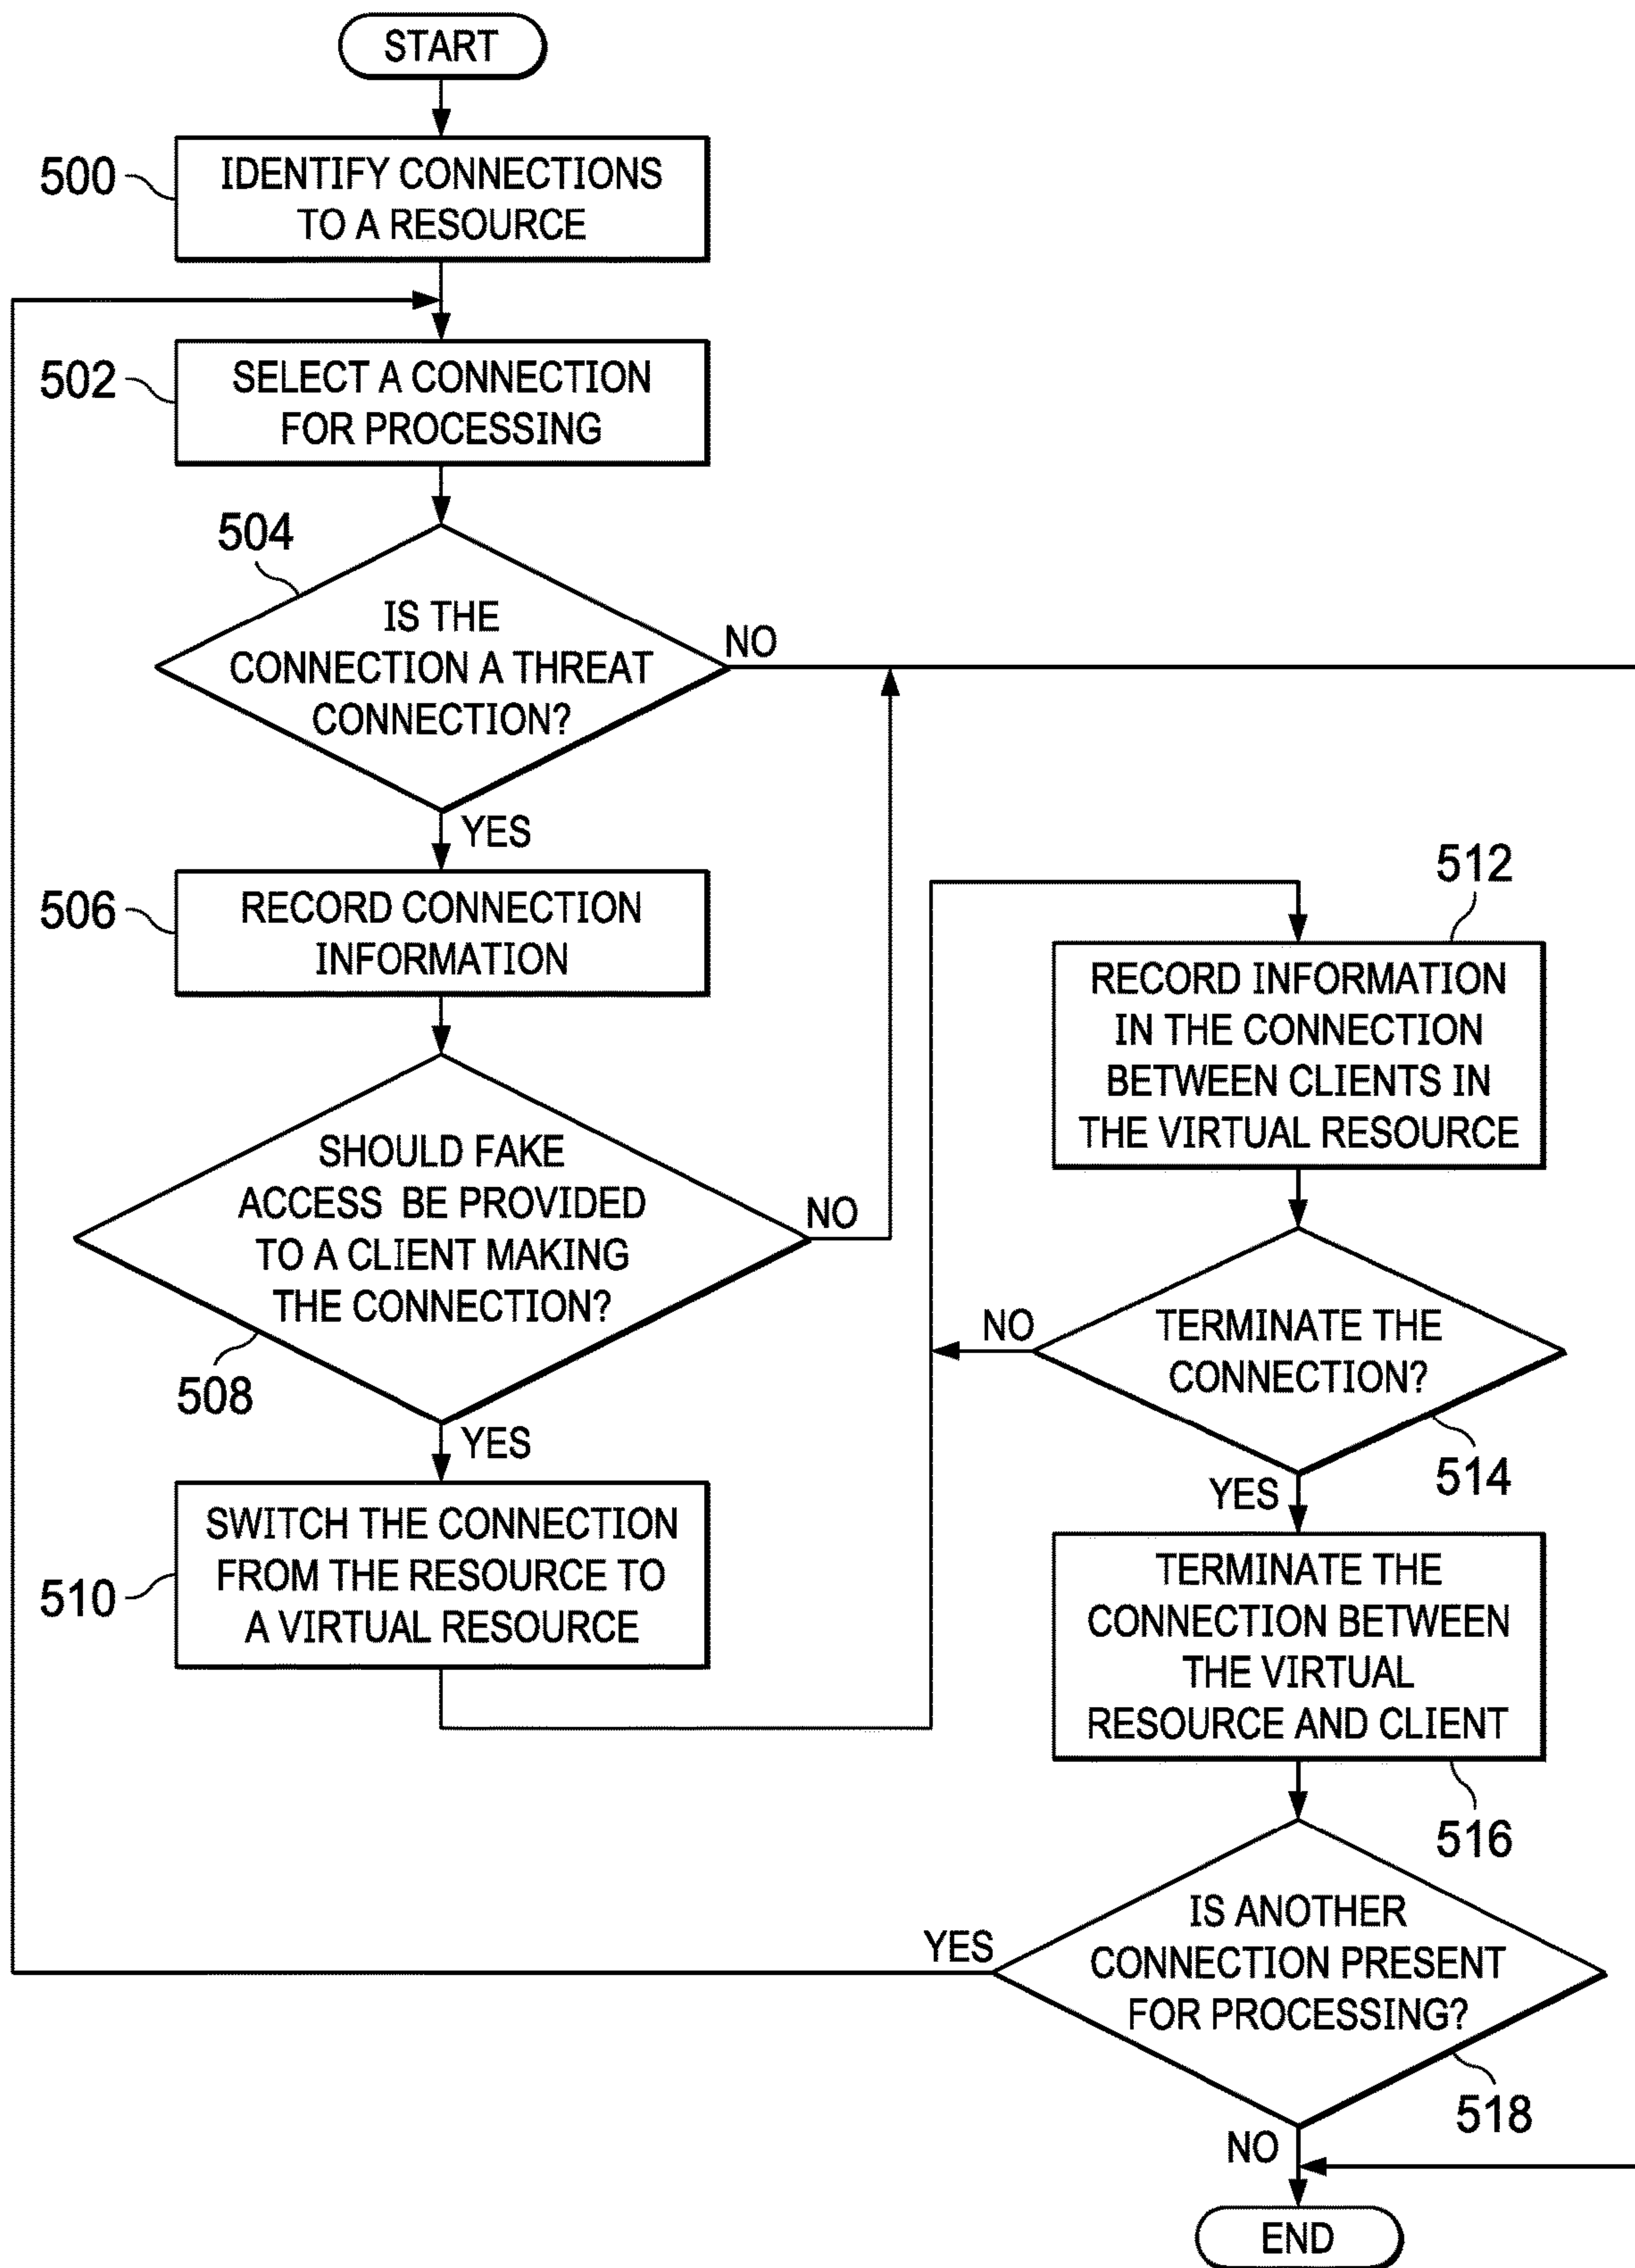 START
500
IDENTIFY CONNECTIONS
TO A RESOURCE
502
SELECT A CONNECTION
FOR PROCESSING
504
IS THE
CONNECTION A THREAT
CONNECTION?
NO
YES
506
RECORD CONNECTION
INFORMATION
SHOULD FAKE
ACCESS BE PROVIDED
TO A CLIENT MAKING
THE CONNECTION?
NO
508
YES
510
SWITCH THE CONNECTION
FROM THE RESOURCE TO
A VIRTUAL RESOURCE
512
RECORD INFORMATION
IN THE CONNECTION
BETWEEN CLIENTS IN
THE VIRTUAL RESOURCE
NO
TERMINATE THE
CONNECTION?
514
YES
TERMINATE THE
CONNECTION BETWEEN
THE VIRTUAL
RESOURCE AND CLIENT
516
YES
IS ANOTHER
CONNECTION PRESENT
FOR PROCESSING?
518
NO
END